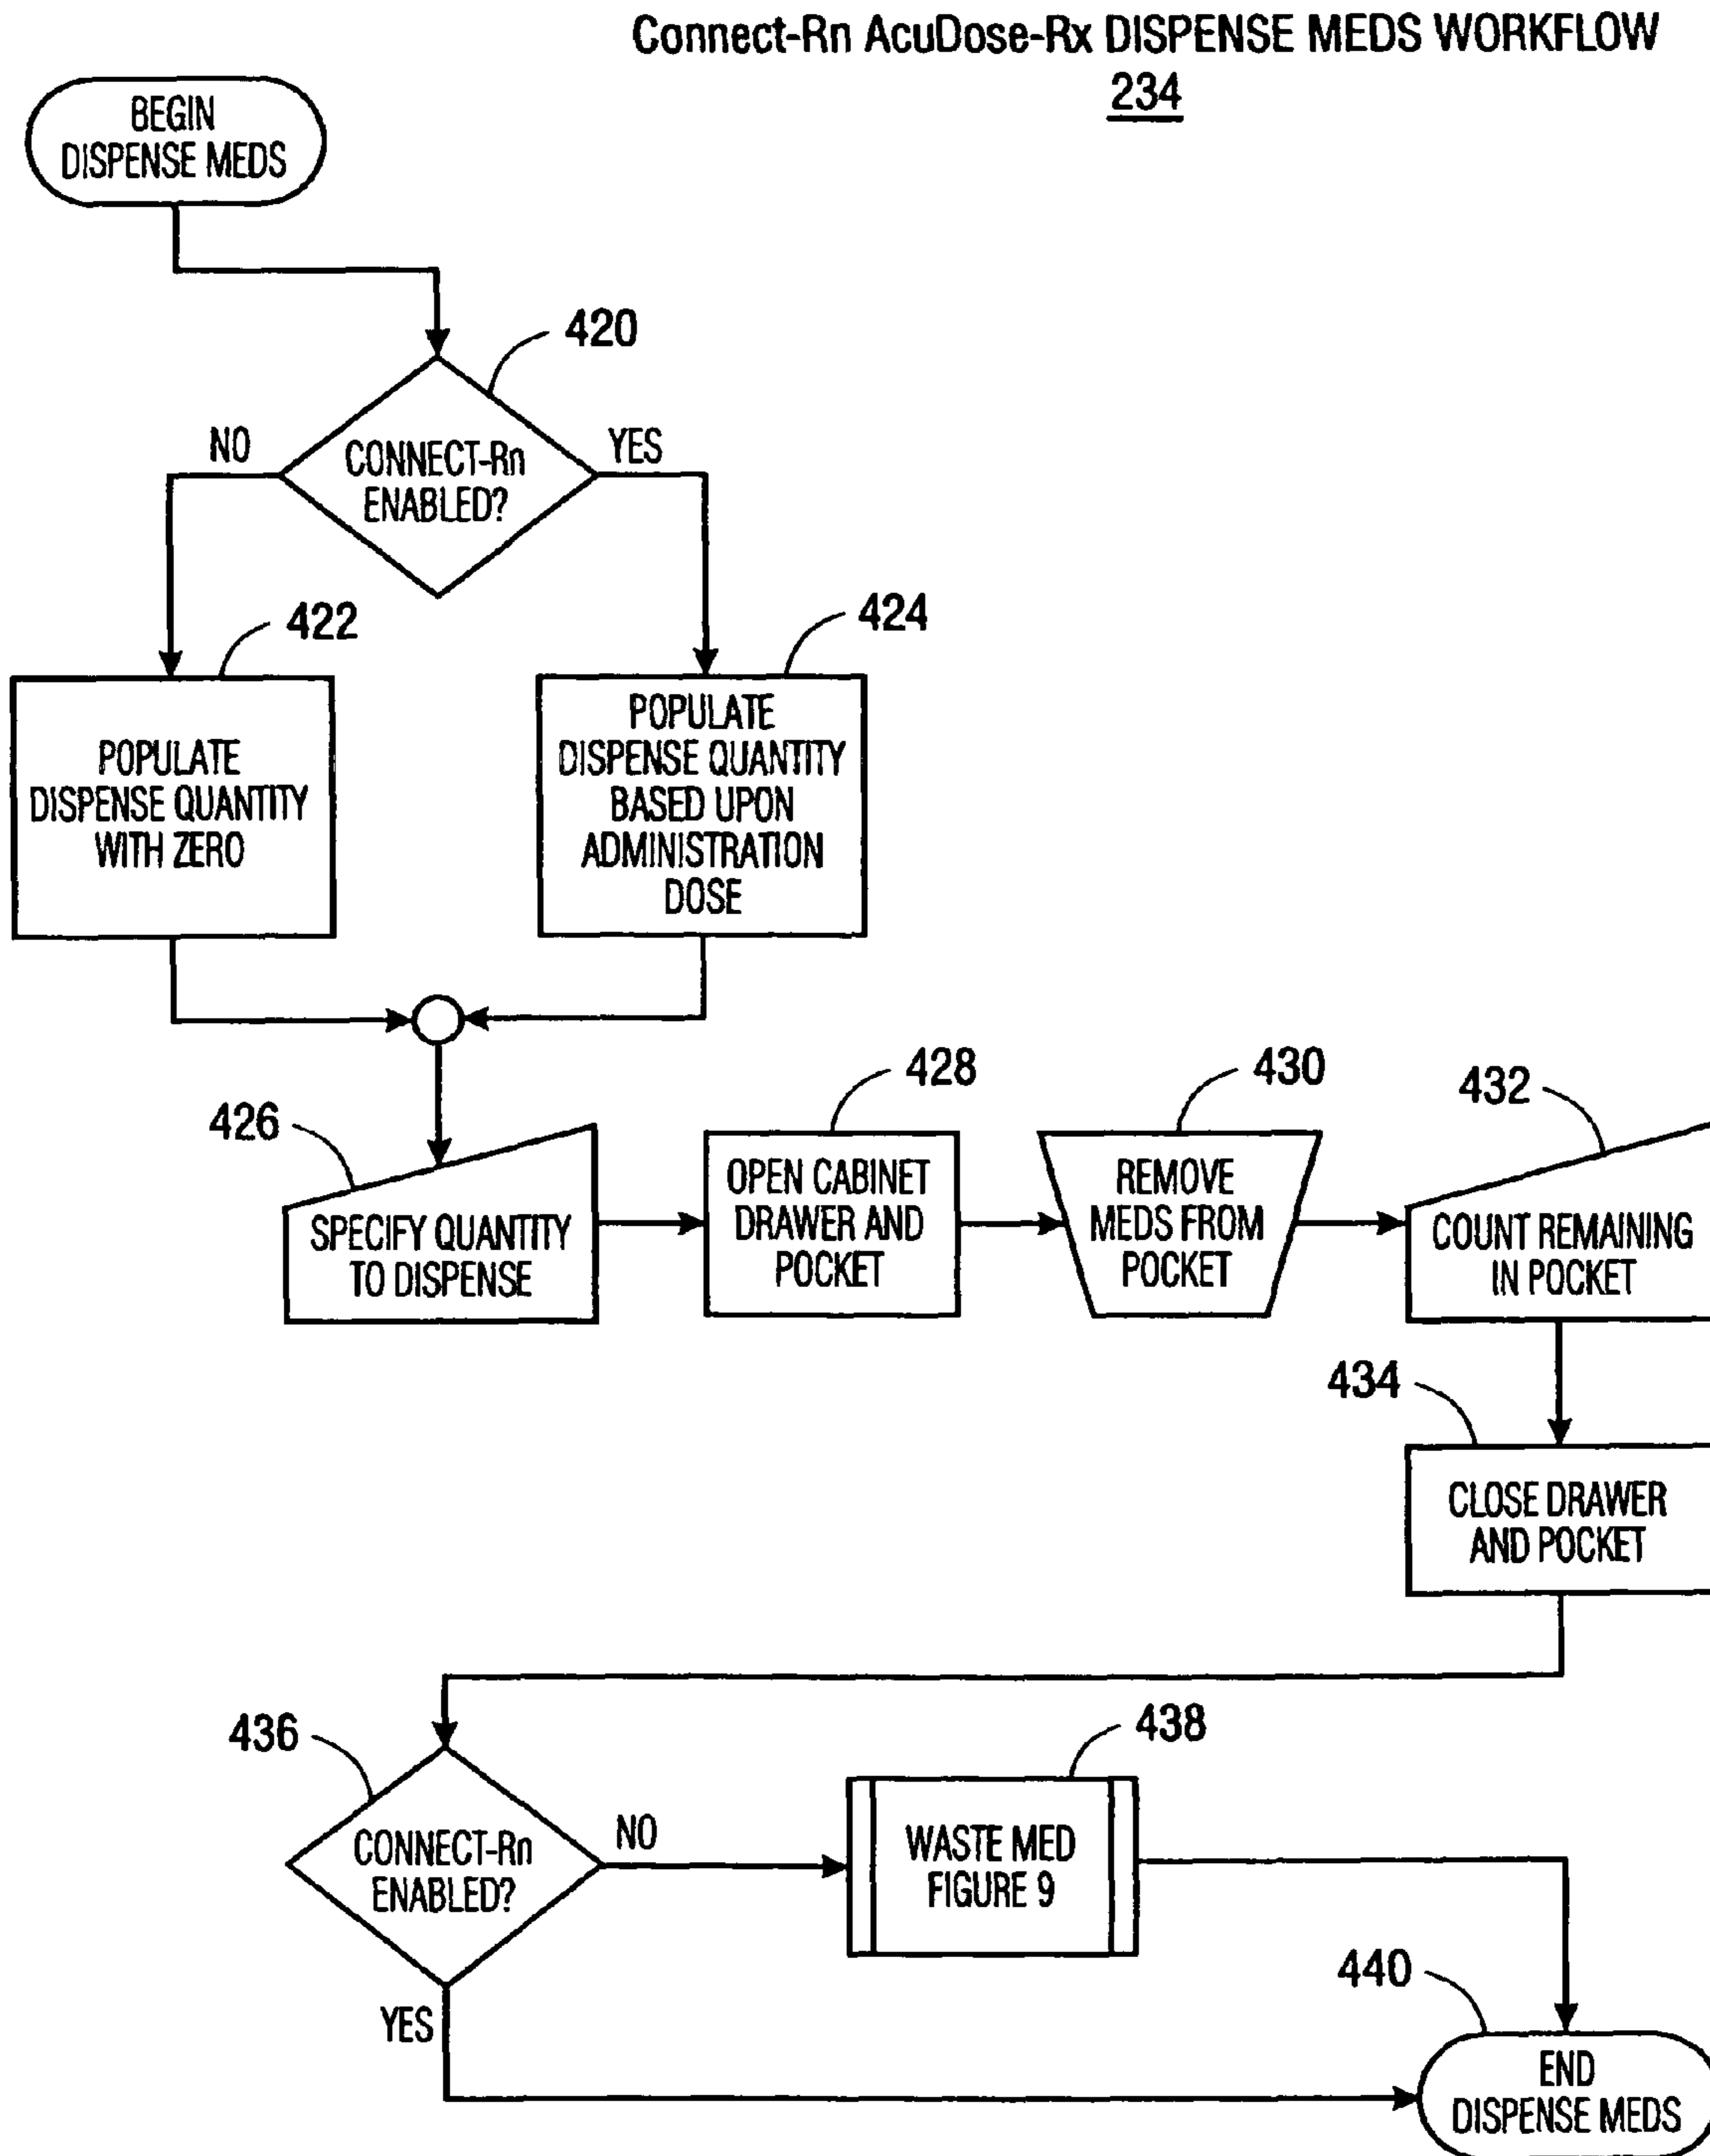 Connect-Rn AcuDose-Rx DISPENSE MEDS WORKFLOW
234
BEGIN
DISPENSE MEDS
420
NO
YES
CONNECT-Rn
ENABLED?
422
424
POPULATE
DISPENSE QUANTITY
WITH ZERO
POPULATE
DISPENSE QUANTITY
BASED UPON
ADMINISTRATION
DOSE
426
SPECIFY QUANTITY
TO DISPENSE
428
OPEN CABINET
DRAWER AND
POCKET
430
REMOVE
MEDS FROM
POCKET
432
COUNT REMAINING
IN POCKET
434
CLOSE DRAWER
AND POCKET
436
CONNECT-Rn
ENABLED?
NO
YES
438
WASTE MED
FIGURE 9
440
END
DISPENSE MEDS